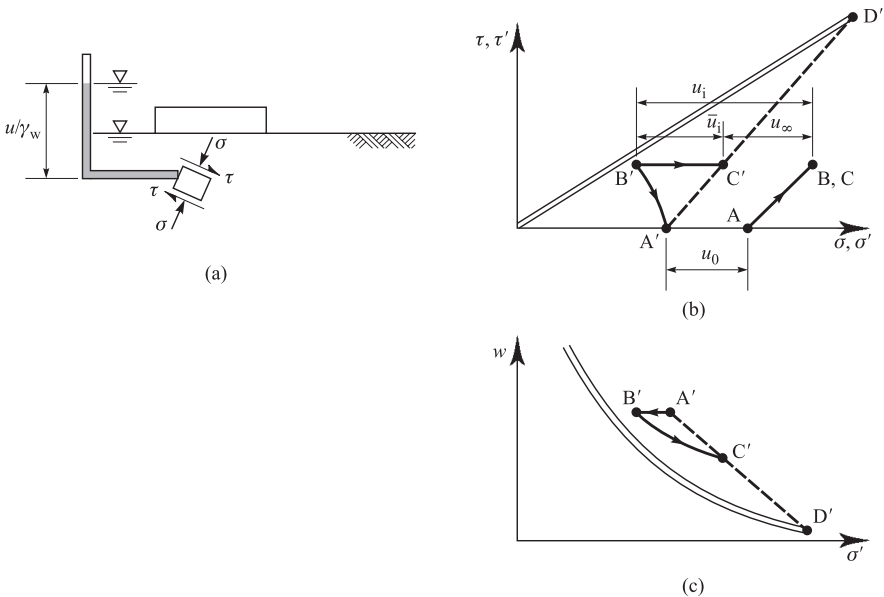 u/γw
σ
τ
τ
σ
(a)
τ, τ′
D′
ui
ūi
u∞
B′
C′
B, C
A
A′
σ, σ′
u0
(b)
w
B′
A′
C′
D′
σ′
(c)